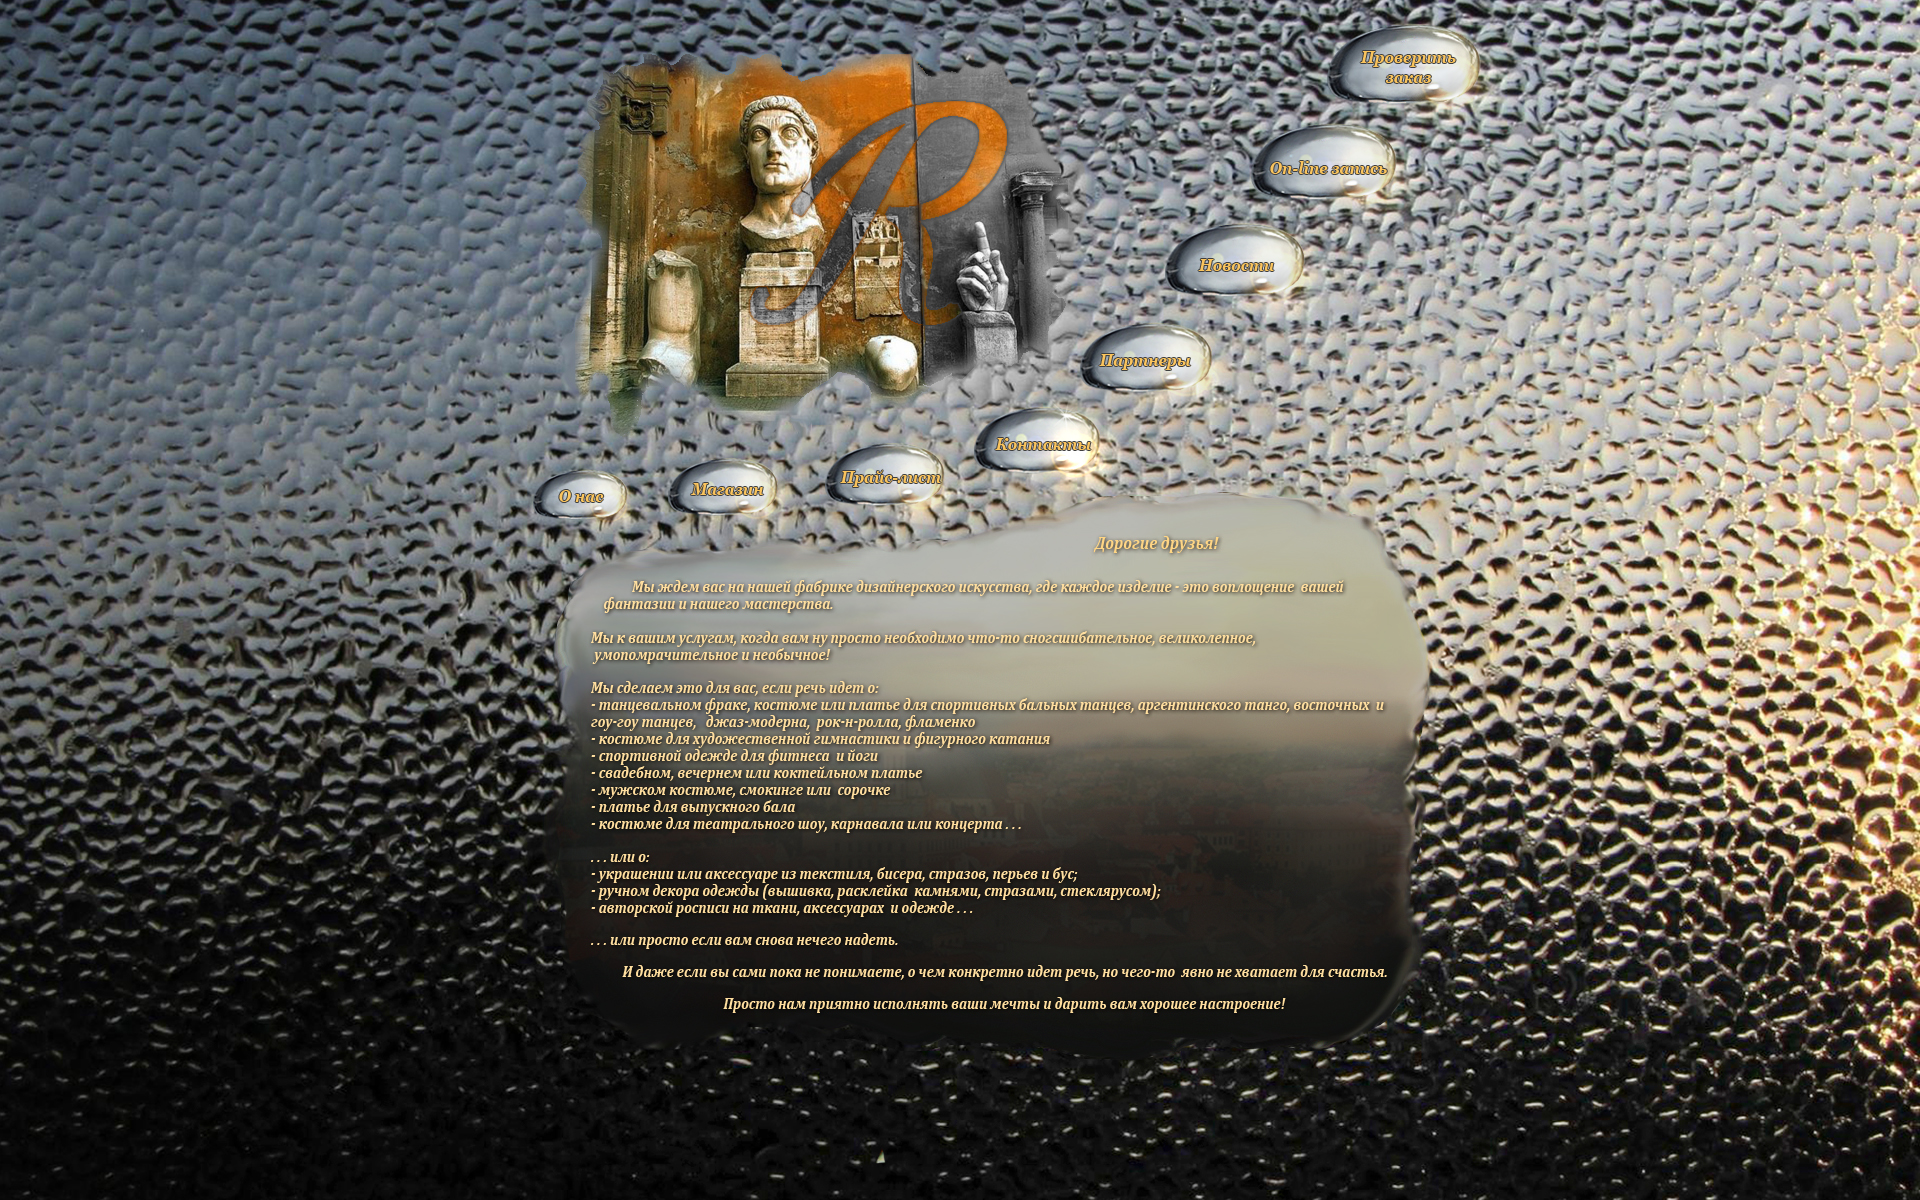 Проверить
заказ
On-line запись
Новости
Партнеры
Контакты
Прайс-лист
Магазин
О нас
R
Дорогие друзья!
Мы ждем вас на нашей фабрике дизайнерского искусства, где каждое изделие - это воплощение вашей
фантазии и нашего мастерства.
Мы к вашим услугам, когда вам ну просто необходимо что-то сногсшибательное, великолепное,
умопомрачительное и необычное!
Мы сделаем это для вас, если речь идет о:
- танцевальном фраке, костюме или платье для спортивных бальных танцев, аргентинского танго, восточных и
гоу-гоу танцев, джаз-модерна, рок-н-ролла, фламенко
- костюме для художественной гимнастики и фигурного катания
- спортивной одежде для фитнеса и йоги
- свадебном, вечернем или коктейльном платье
- мужском костюме, смокинге или сорочке
- платье для выпускного бала
- костюме для театрального шоу, карнавала или концерта . . .
. . . или о:
- украшении или аксессуаре из текстиля, бисера, стразов, перьев и бус;
- ручном декора одежды (вышивка, расклейка камнями, стразами, стеклярусом);
- авторской росписи на ткани, аксессуарах и одежде . . .
. . . или просто если вам снова нечего надеть.
И даже если вы сами пока не понимаете, о чем конкретно идет речь, но чего-то явно не хватает для счастья.
Просто нам приятно исполнять ваши мечты и дарить вам хорошее настроение!